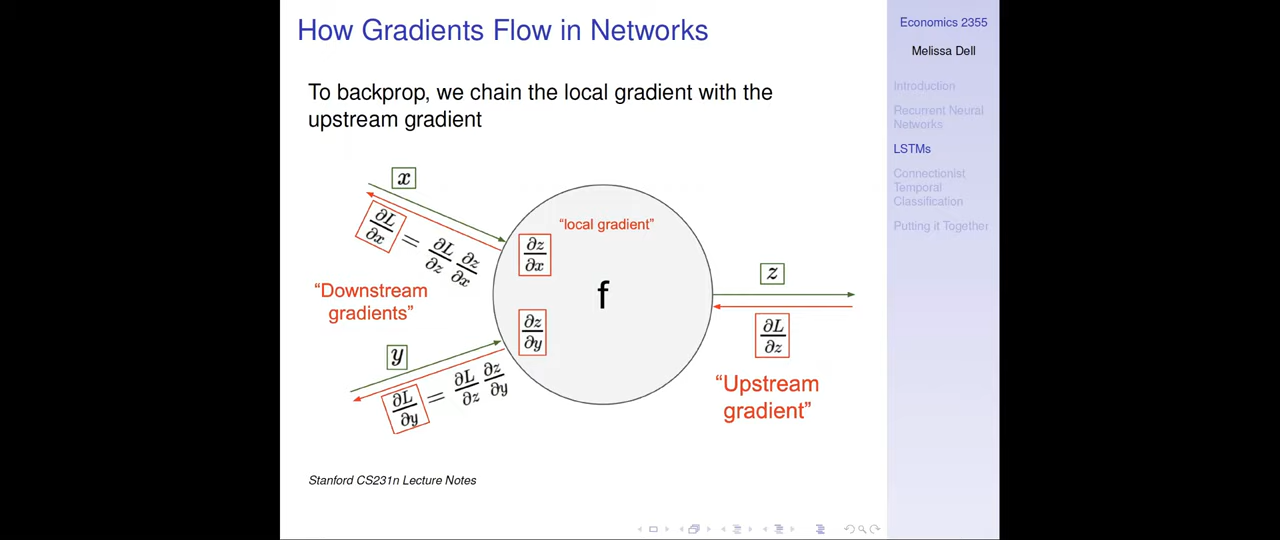 How Gradients Flow in Networks
To backprop, we chain the local gradient with the
upstream gradient
x
∂L/∂x = ∂L/∂z ∂z/∂x
“Downstream
gradients”
y
∂L/∂y = ∂L/∂z ∂z/∂y
“local gradient”
∂z/∂x
f
∂z/∂y
z
∂L/∂z
“Upstream
gradient”
Stanford CS231n Lecture Notes
Economics 2355
Melissa Dell
Introduction
Recurrent Neural
Networks
LSTMs
Connectionist
Temporal
Classification
Putting it Together